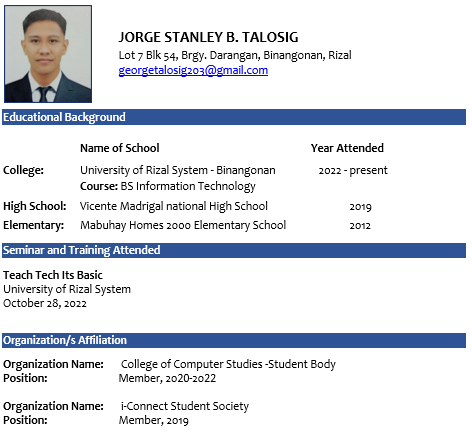 JORGE STANLEY B. TALOSIG
Lot 7 Blk 54, Brgy. Darangan, Binangonan, Rizal
georgetalosig203@gmail.com
Educational Background
Name of School Year Attended
College: University of Rizal System - Binangonan 2022 - present
Course: BS Information Technology
High School: Vicente Madrigal national High School 2019
Elementary: Mabuhay Homes 2000 Elementary School 2012
Seminar and Training Attended
Teach Tech Its Basic
University of Rizal System
October 28, 2022
Organization/s Affiliation
Organization Name: College of Computer Studies -Student Body
Position: Member, 2020-2022
Organization Name: i-Connect Student Society
Position: Member, 2019